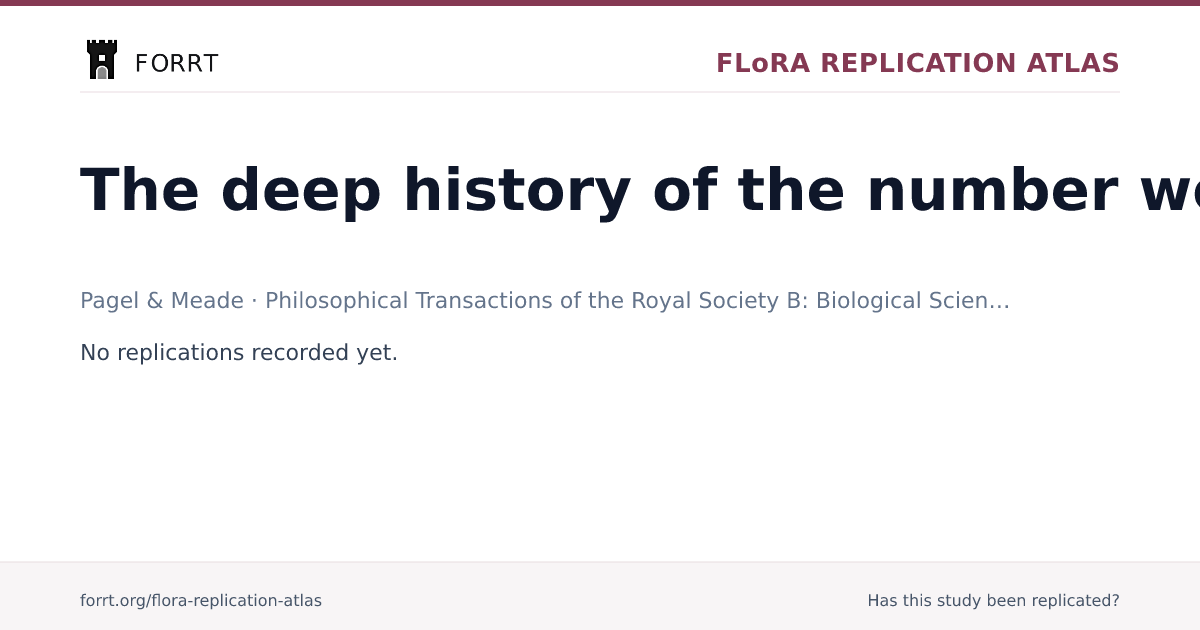 FORRT
FLoRA REPLICATION ATLAS
The deep history of the number
Pagel & Meade · Philosophical Transactions of the Royal Society B: Biological Scien…
No replications recorded yet.
forrt.org/flora-replication-atlas
Has this study been replicated?